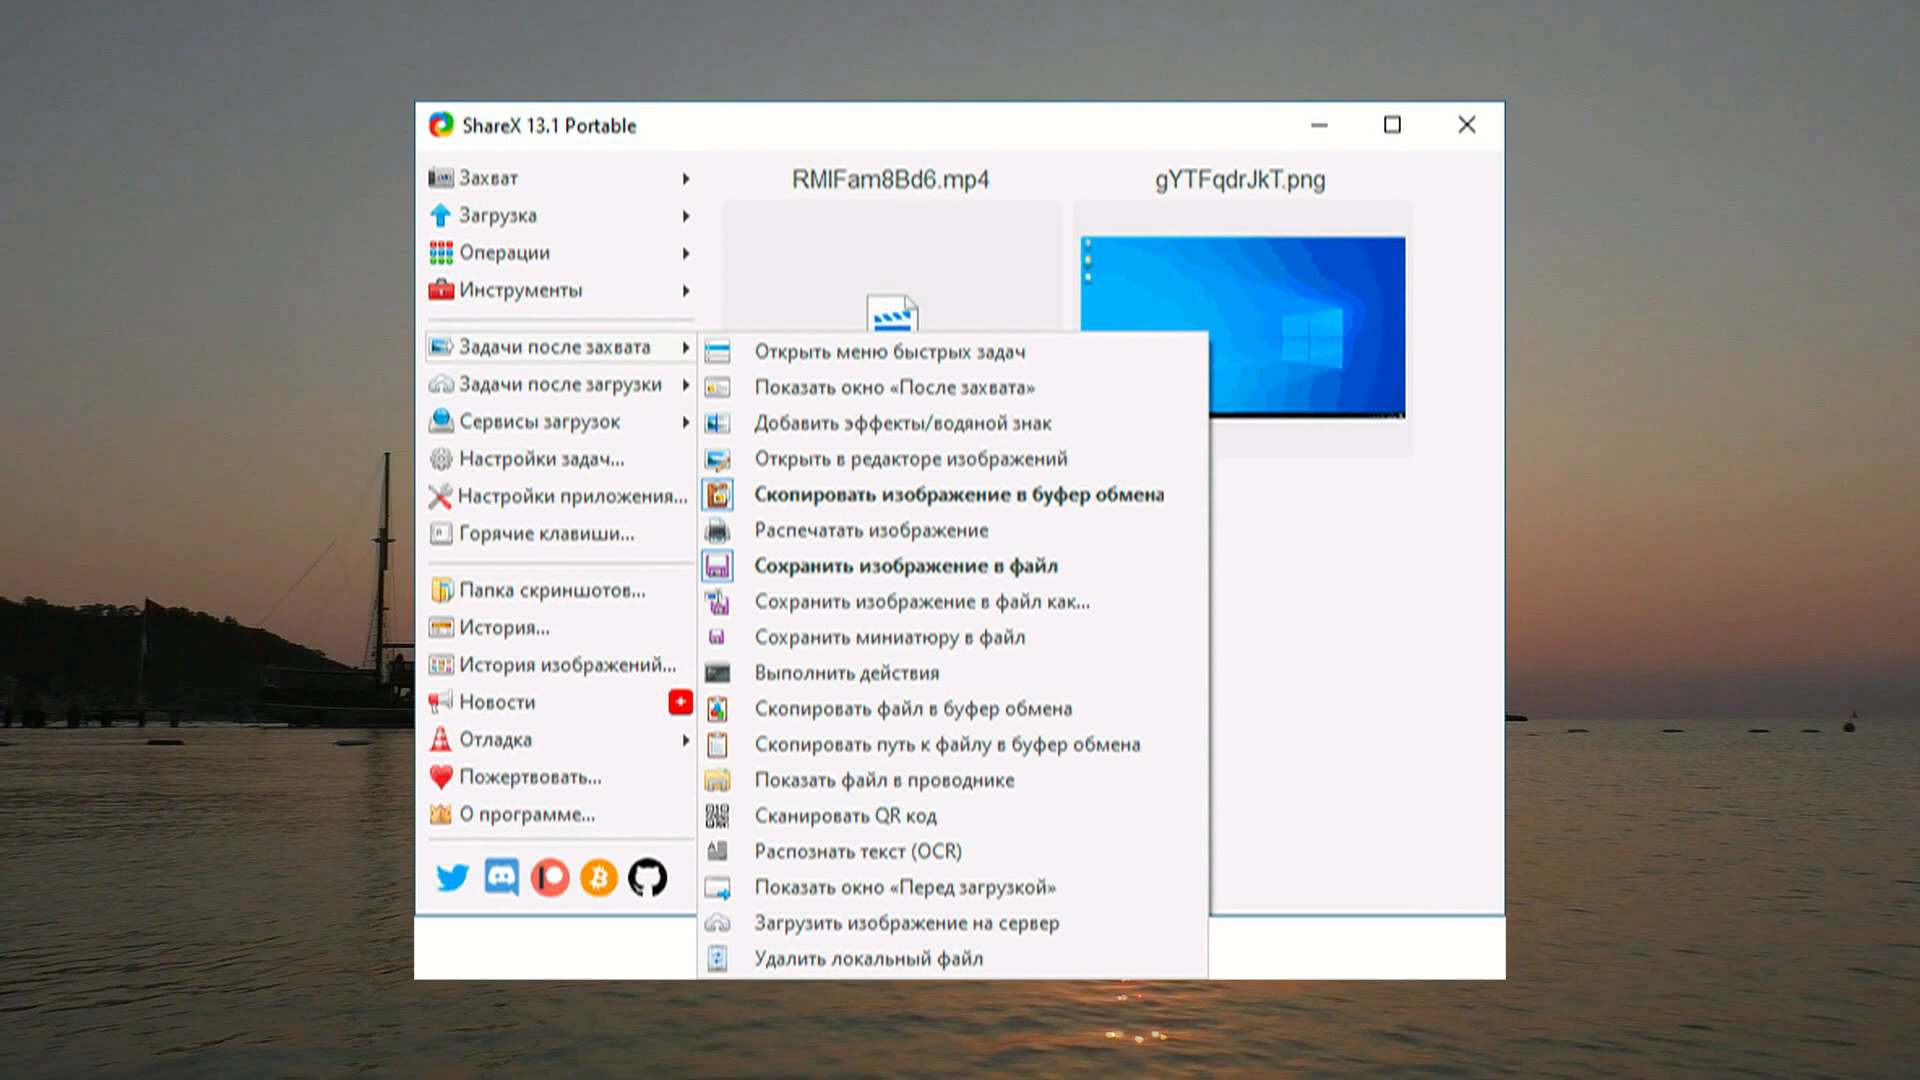 ShareX 13.1 Portable
Захват
Загрузка
Операции
Инструменты
Задачи после захвата
Задачи после загрузки
Сервисы загрузок
Настройки задач...
Настройки приложения...
Горячие клавиши...
Папка скриншотов...
История...
История изображений...
Новости
Отладка
Пожертвовать...
О программе...
RMlFam8Bd6.mp4
gYTFqdrJkT.png
Открыть меню быстрых задач
Показать окно «После захвата»
Добавить эффекты/водяной знак
Открыть в редакторе изображений
Скопировать изображение в буфер обмена
Распечатать изображение
Сохранить изображение в файл
Сохранить изображение в файл как...
Сохранить миниатюру в файл
Выполнить действия
Скопировать файл в буфер обмена
Скопировать путь к файлу в буфер обмена
Показать файл в проводнике
Сканировать QR код
Распознать текст (OCR)
Показать окно «Перед загрузкой»
Загрузить изображение на сервер
Удалить локальный файл